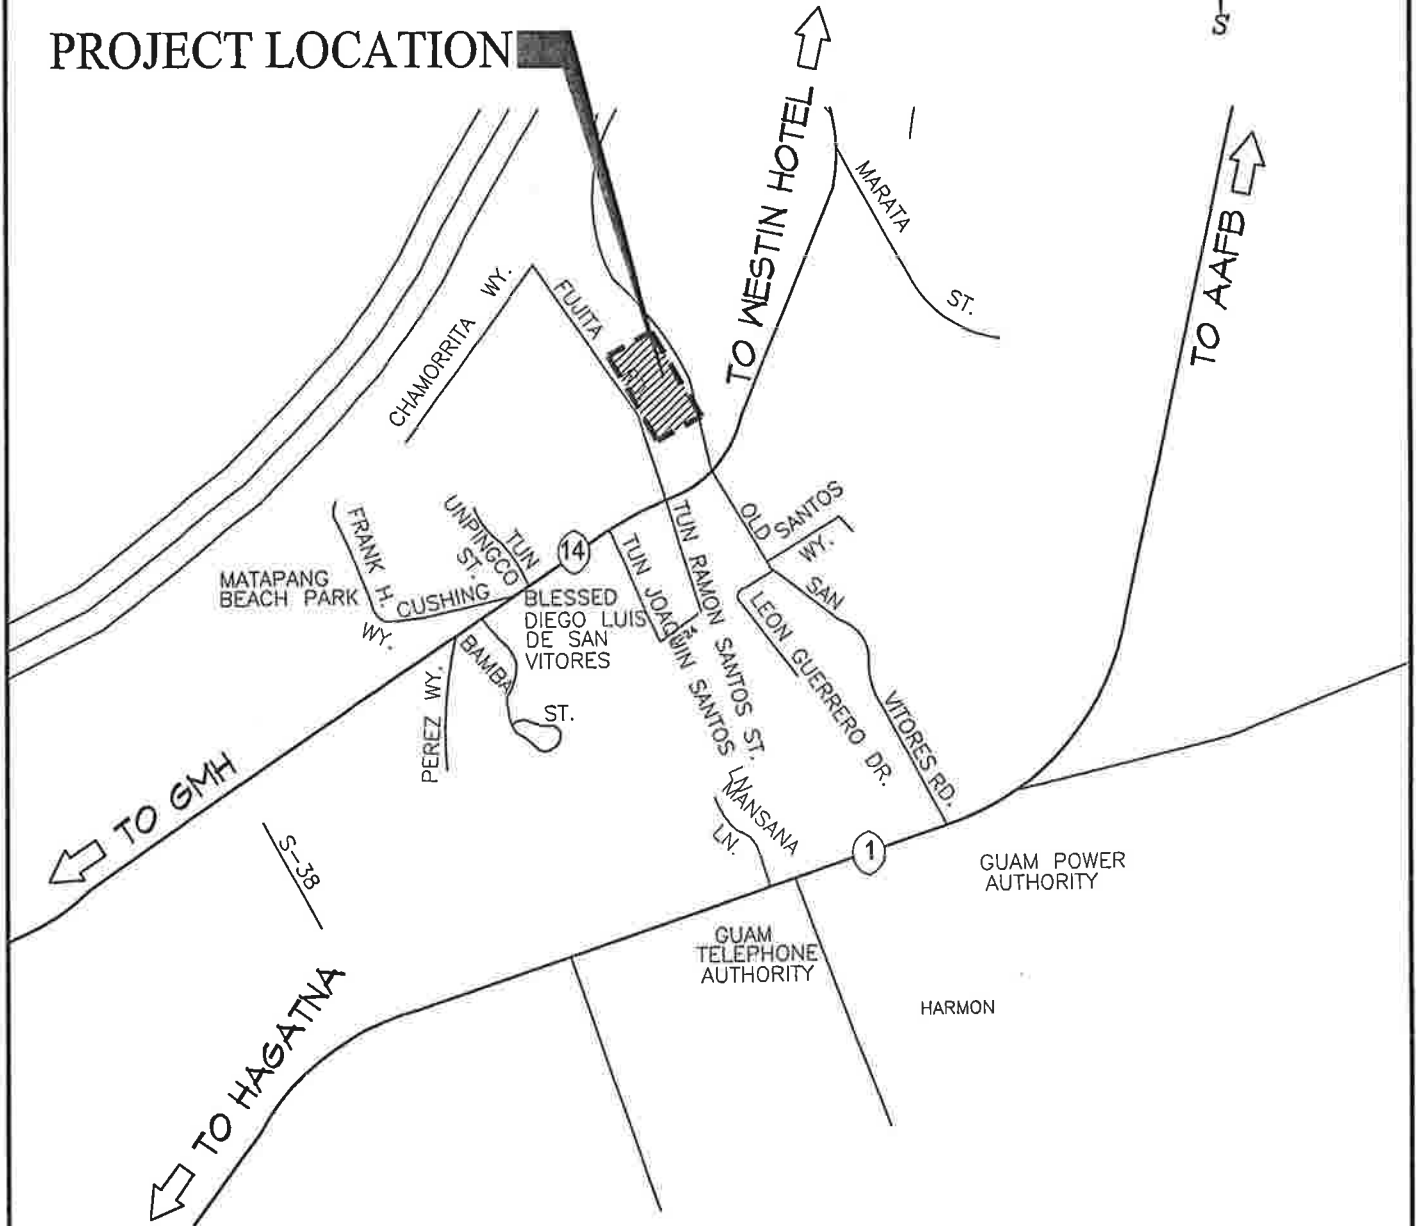 S
PROJECT LOCATION
TO WESTIN HOTEL
MARATA
ST.
TO AAFB
CHAMORRITA WY.
FUJITA
OLD
SANTOS
WY.
SAN
VITORES RD.
FRANK H.
CUSHING
WY.
TUN
UNPINGCO
ST.
14
MATAPANG
BEACH PARK
BLESSED
DIEGO LUIS
DE SAN
VITORES
TUN RAMON SANTOS ST.
TUN JOAQUIN SANTOS LN.
LEON GUERRERO DR.
PEREZ WY.
BAMBA
ST.
TO GMH
S-38
MANSANA
LN.
1
GUAM POWER
AUTHORITY
GUAM
TELEPHONE
AUTHORITY
HARMON
TO HAGATNA